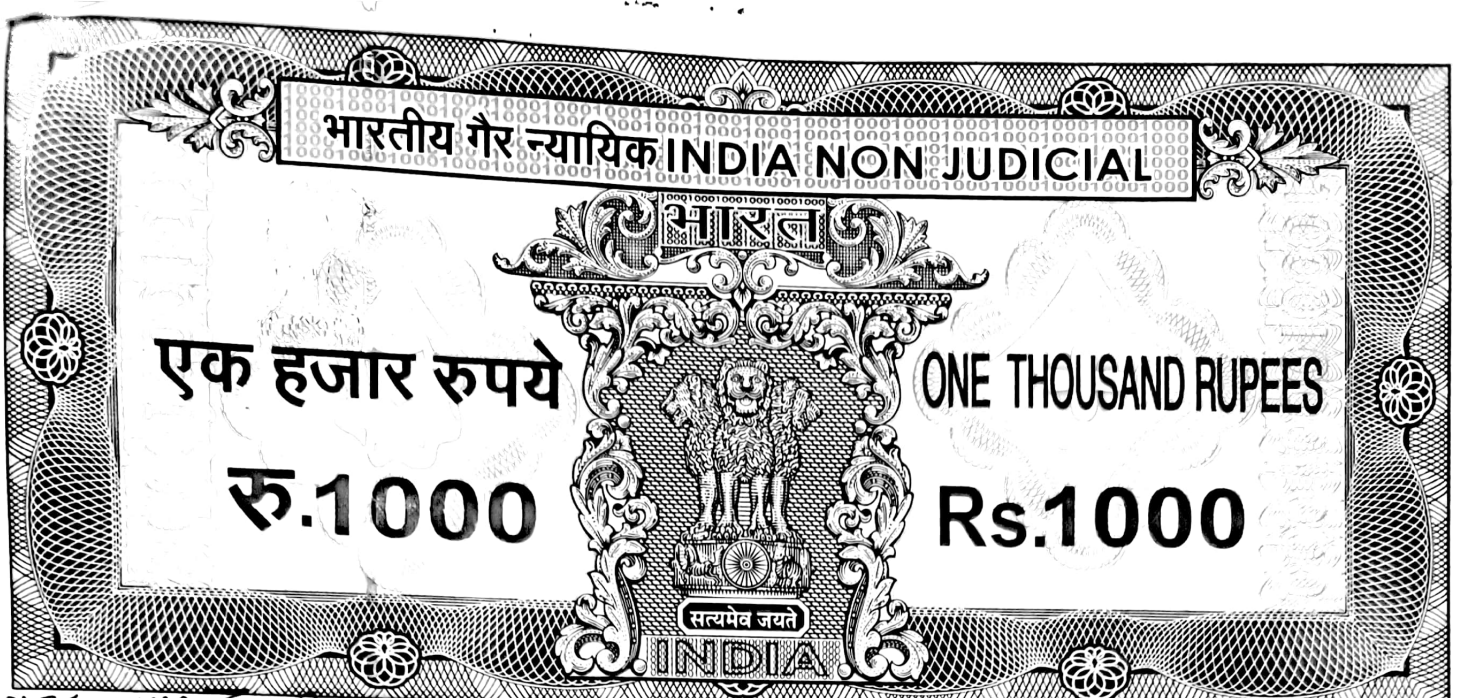 भारतीय गैर न्यायिक INDIA NON JUDICIAL
भारत
एक हजार रुपये
ONE THOUSAND RUPEES
रु.1000
Rs.1000
सत्यमेव जयते
INDIA